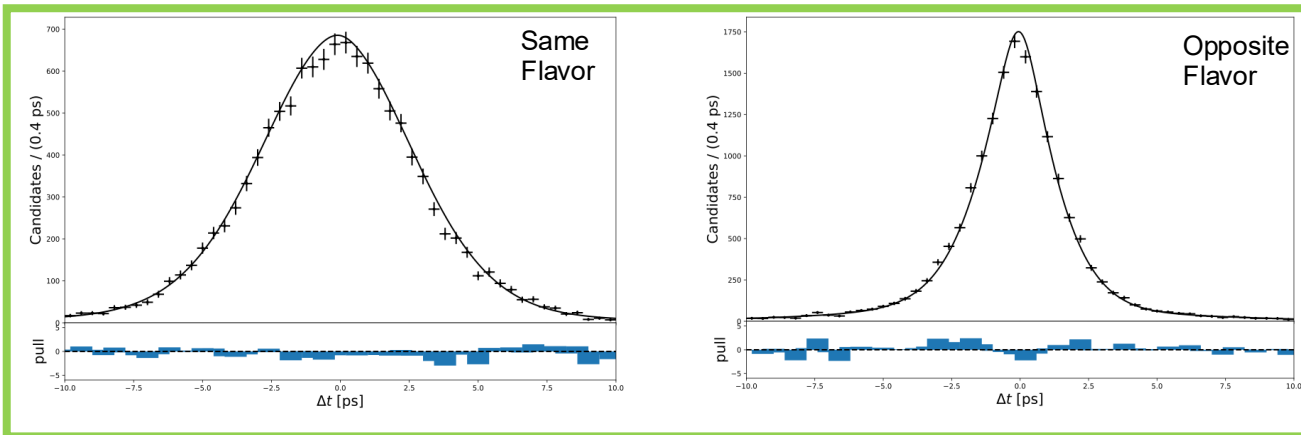 Same
Flavor
Candidates / (0.4 ps)
700
600
500
400
300
200
100
0
pull
5
0
−5
−10.0 −7.5 −5.0 −2.5 0.0 2.5 5.0 7.5 10.0
Δt [ps]
Opposite
Flavor
Candidates / (0.4 ps)
1750
1500
1250
1000
750
500
250
0
pull
5
0
−5
−10.0 −7.5 −5.0 −2.5 0.0 2.5 5.0 7.5 10.0
Δt [ps]